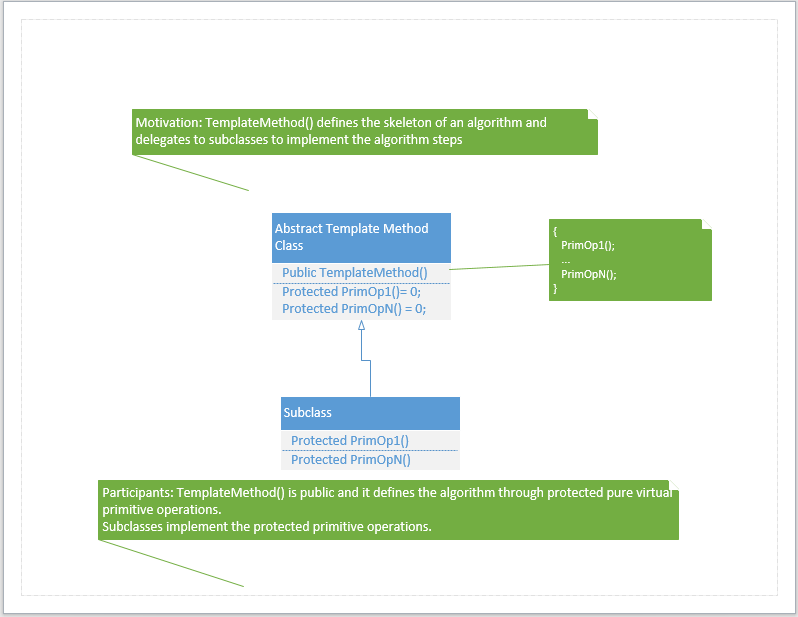 Motivation: TemplateMethod() defines the skeleton of an algorithm and
delegates to subclasses to implement the algorithm steps
Abstract Template Method
Class
Public TemplateMethod()
Protected PrimOp1()= 0;
Protected PrimOpN() = 0;
{
PrimOp1();
...
PrimOpN();
}
Subclass
Protected PrimOp1()
Protected PrimOpN()
Participants: TemplateMethod() is public and it defines the algorithm through protected pure virtual
primitive operations.
Subclasses implement the protected primitive operations.